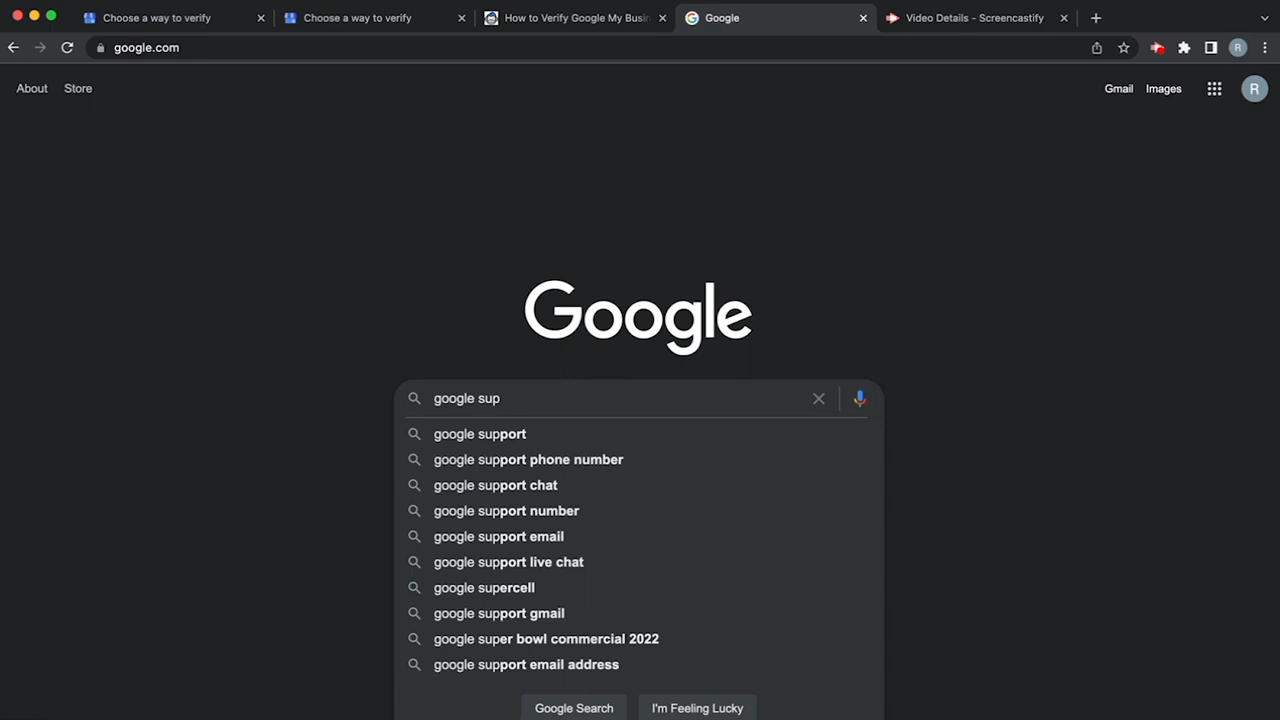 Choose a way to verify
Choose a way to verify
How to Verify Google My Busin
Google
Video Details - Screencastify
google.com
R
About
Store
Gmail
Images
R
Google
google sup
google support
google support phone number
google support chat
google support number
google support email
google support live chat
google supercell
google support gmail
google super bowl commercial 2022
google support email address
Google Search
I'm Feeling Lucky